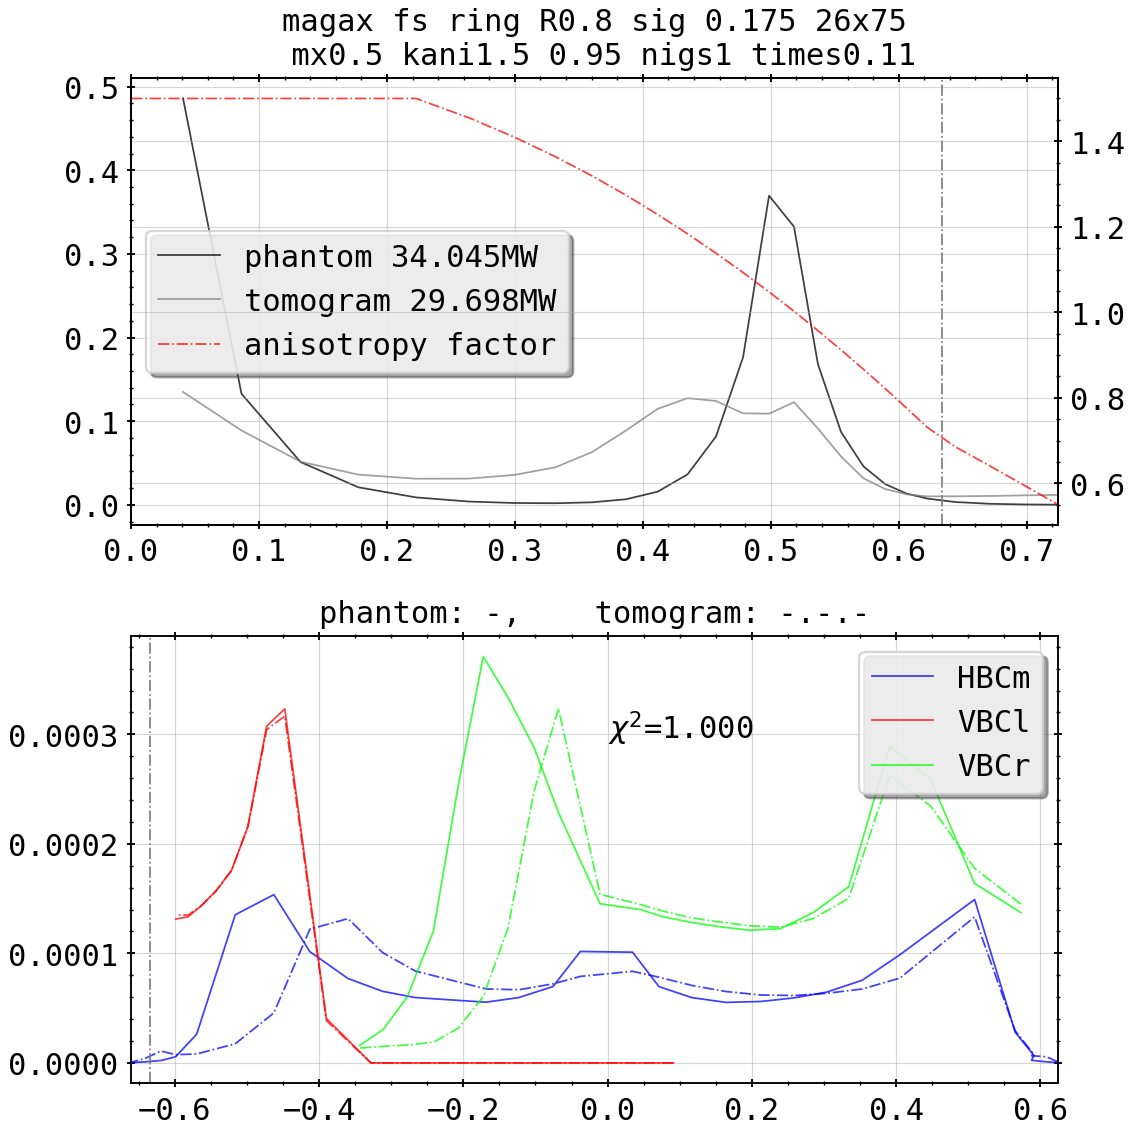 magax fs ring R0.8 sig 0.175 26x75
mx0.5 kani1.5 0.95 nigs1 times0.11
0.5
0.4
0.3
0.2
0.1
0.0
1.4
1.2
1.0
0.8
0.6
phantom 34.045MW
tomogram 29.698MW
anisotropy factor
0.0 0.1 0.2 0.3 0.4 0.5 0.6 0.7
phantom: -, tomogram: -.-.-
0.0003
0.0002
0.0001
0.0000
χ²=1.000
HBCm
VBCl
VBCr
−0.6 −0.4 −0.2 0.0 0.2 0.4 0.6